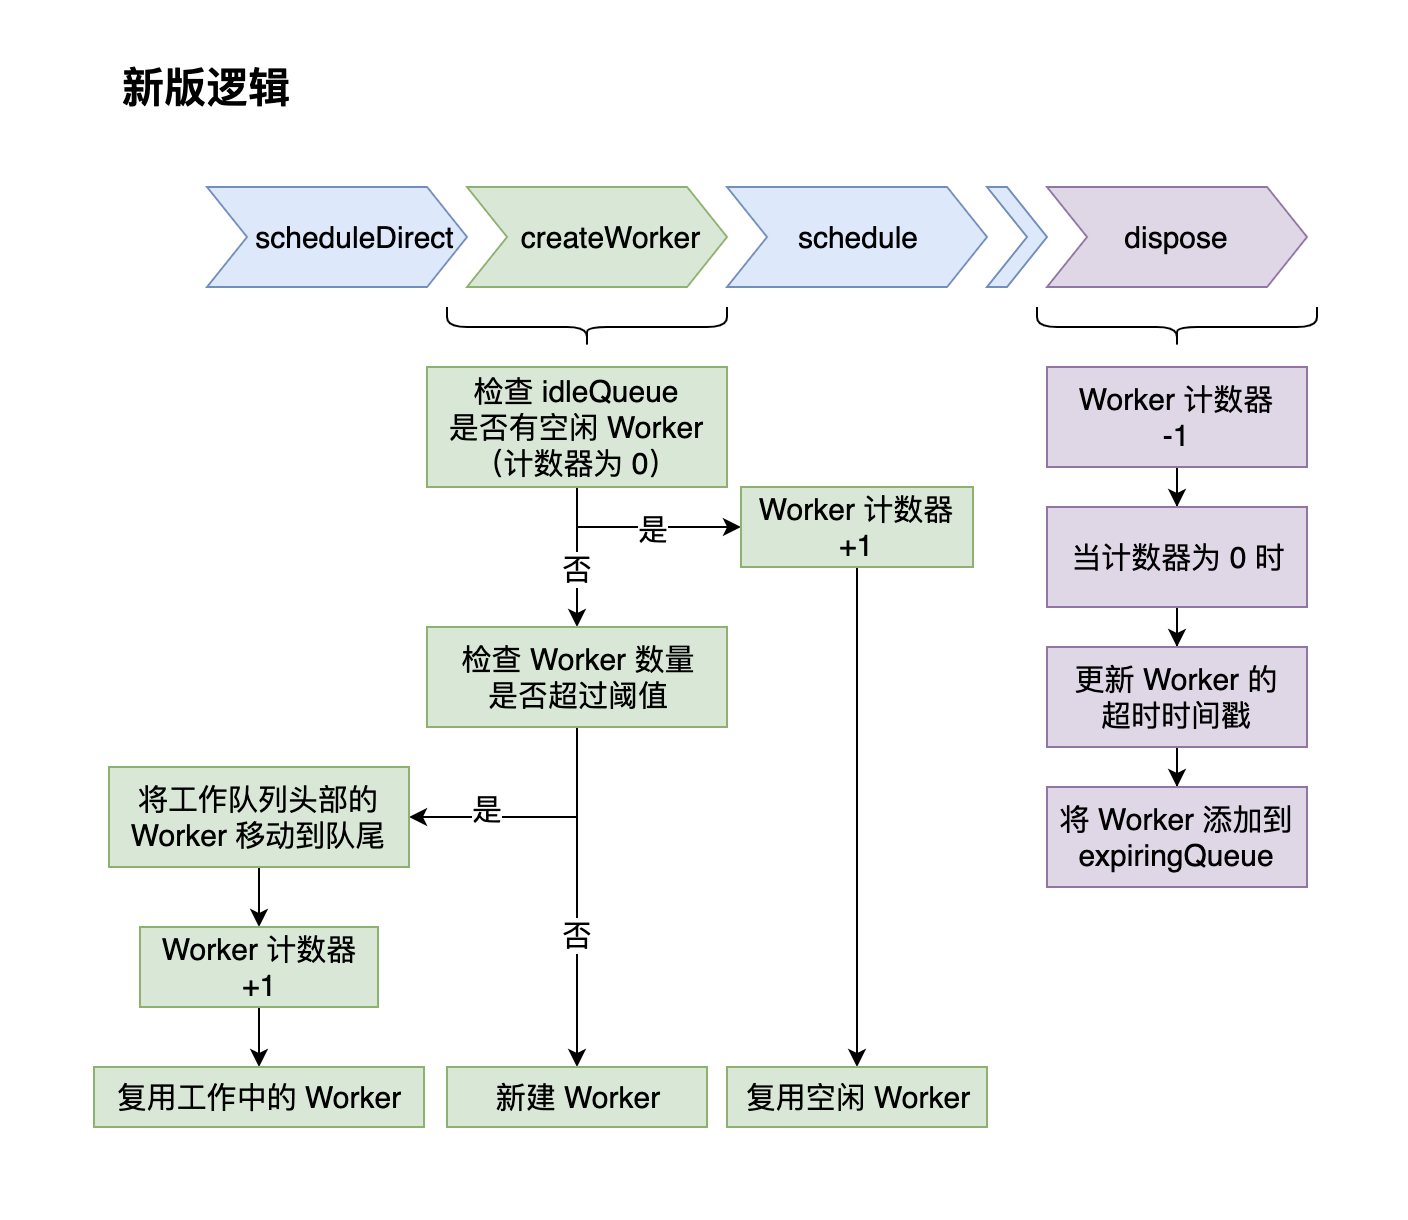 新版逻辑
scheduleDirect
createWorker
schedule
dispose
检查 idleQueue
是否有空闲 Worker
（计数器为 0）
是
Worker 计数器
+1
否
检查 Worker 数量
是否超过阈值
是
将工作队列头部的
Worker 移动到队尾
Worker 计数器
+1
否
复用工作中的 Worker
新建 Worker
复用空闲 Worker
Worker 计数器
-1
当计数器为 0 时
更新 Worker 的
超时时间戳
将 Worker 添加到
expiringQueue